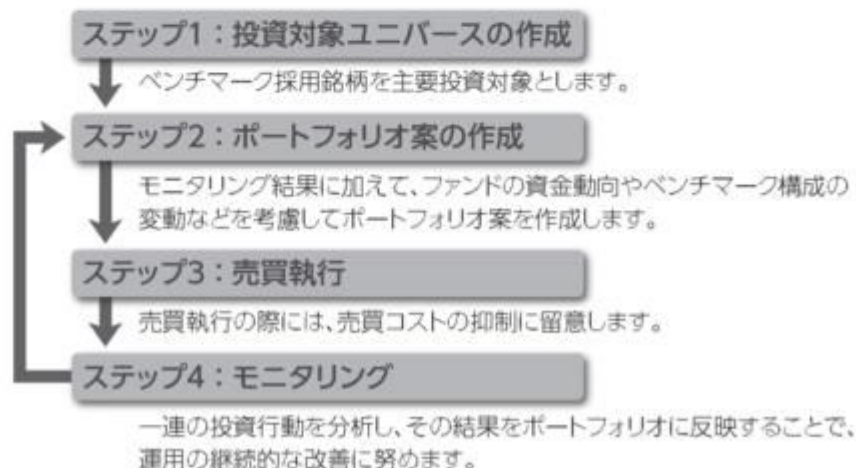 ステップ1：投資対象ユニバースの作成
ベンチマーク採用銘柄を主要投資対象とします。
ステップ2：ポートフォリオ案の作成
モニタリング結果に加えて、ファンドの資金動向やベンチマーク構成の
変動などを考慮してポートフォリオ案を作成します。
ステップ3：売買執行
売買執行の際には、売買コストの抑制に留意します。
ステップ4：モニタリング
一連の投資行動を分析し、その結果をポートフォリオに反映することで、
運用の継続的な改善に努めます。